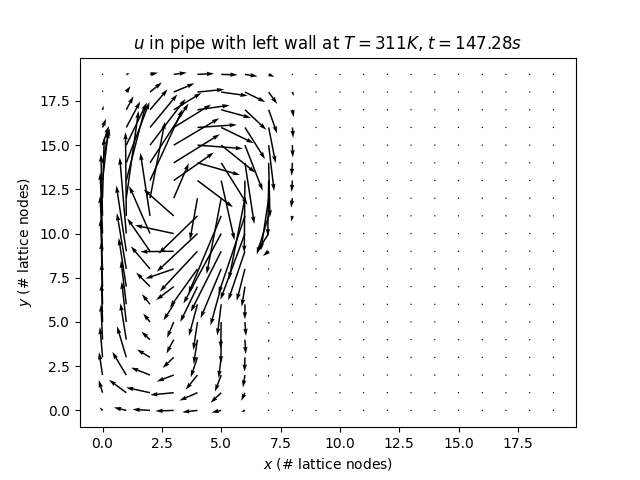 u in pipe with left wall at T = 311K, t = 147.28s
17.5
15.0
12.5
10.0
7.5
5.0
2.5
0.0
y (# lattice nodes)
0.0 2.5 5.0 7.5 10.0 12.5 15.0 17.5
x (# lattice nodes)